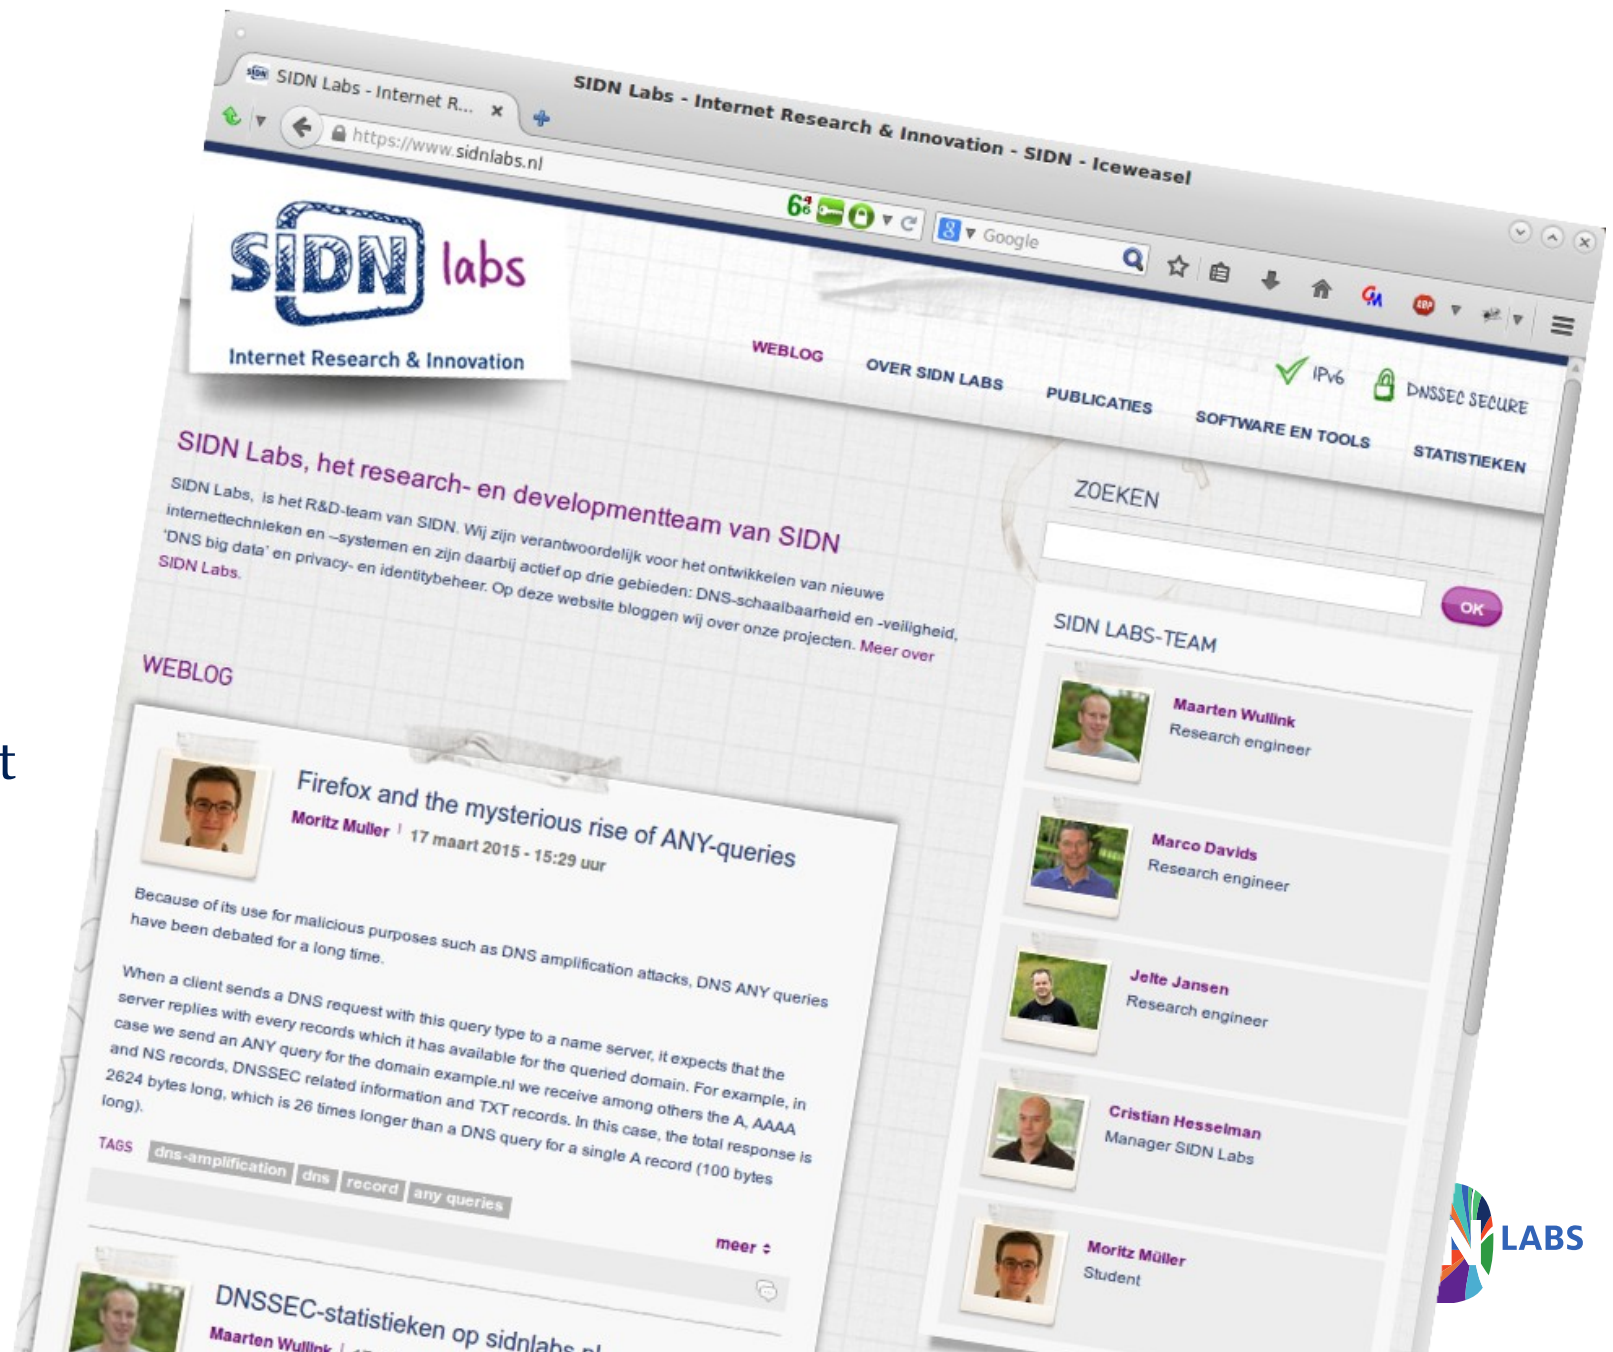 SIDN Labs - Internet R...
SIDN Labs - Internet Research & Innovation - SIDN - Iceweasel
https://www.sidnlabs.nl
Google
SIDN labs
Internet Research & Innovation
IPv6
DNSSEC SECURE
WEBLOG
OVER SIDN LABS
PUBLICATIES
SOFTWARE EN TOOLS
STATISTIEKEN
SIDN Labs, het research- en developmentteam van SIDN
SIDN Labs, is het R&D-team van SIDN. Wij zijn verantwoordelijk voor het ontwikkelen van nieuwe
internettechnieken en –systemen en zijn daarbij actief op drie gebieden: DNS-schaalbaarheid en -veiligheid,
'DNS big data' en privacy- en identitybeheer. Op deze website bloggen wij over onze projecten. Meer over
SIDN Labs.
ZOEKEN
OK
WEBLOG
t
Firefox and the mysterious rise of ANY-queries
Moritz Muller | 17 maart 2015 - 15:29 uur
Because of its use for malicious purposes such as DNS amplification attacks, DNS ANY queries
have been debated for a long time.
When a client sends a DNS request with this query type to a name server, it expects that the
server replies with every records which it has available for the queried domain. For example, in
case we send an ANY query for the domain example.nl we receive among others the A, AAAA
and NS records, DNSSEC related information and TXT records. In this case, the total response is
2624 bytes long, which is 26 times longer than a DNS query for a single A record (100 bytes
long).
TAGS dns-amplification dns record any queries
meer
DNSSEC-statistieken op sidnlabs.nl
Maarten Wullink |
SIDN LABS-TEAM
Maarten Wullink
Research engineer
Marco Davids
Research engineer
Jelte Jansen
Research engineer
Cristian Hesselman
Manager SIDN Labs
Moritz Müller
Student
N LABS